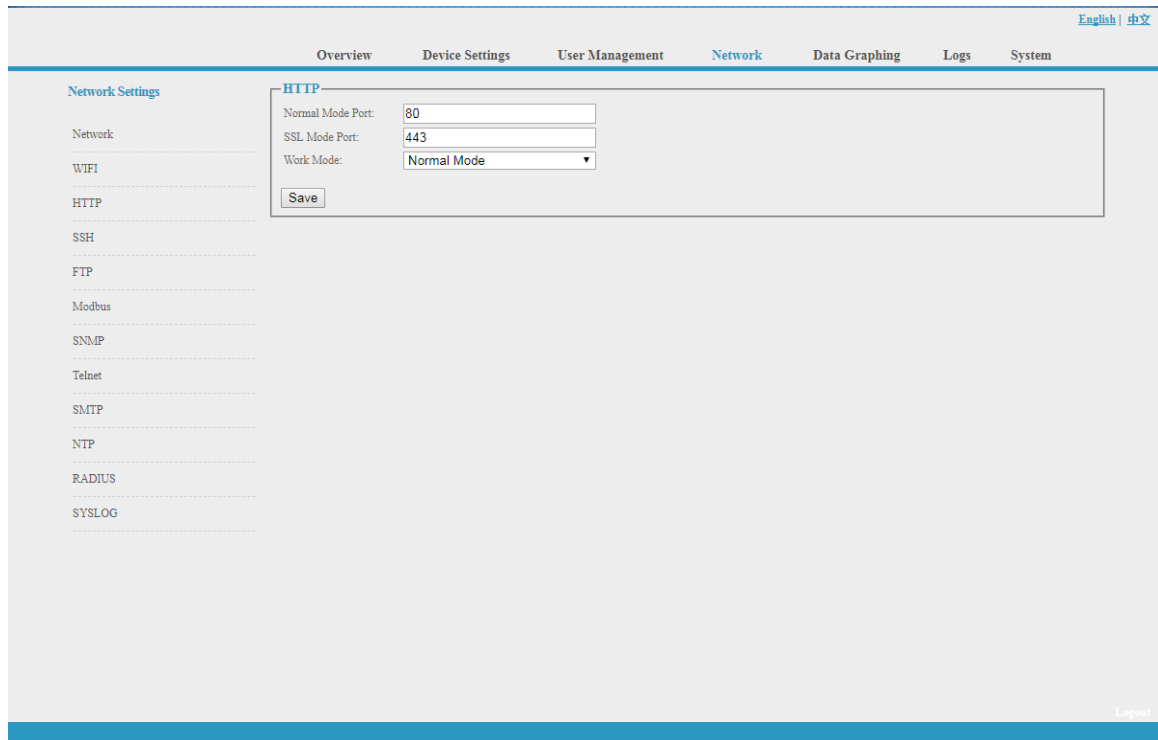 English | 中文
Overview Device Settings User Management Network Data Graphing Logs System
Network Settings
Network
WIFI
HTTP
SSH
FTP
Modbus
SNMP
Telnet
SMTP
NTP
RADIUS
SYSLOG
HTTP
Normal Mode Port: 80
SSL Mode Port: 443
Work Mode: Normal Mode
Save
Logout